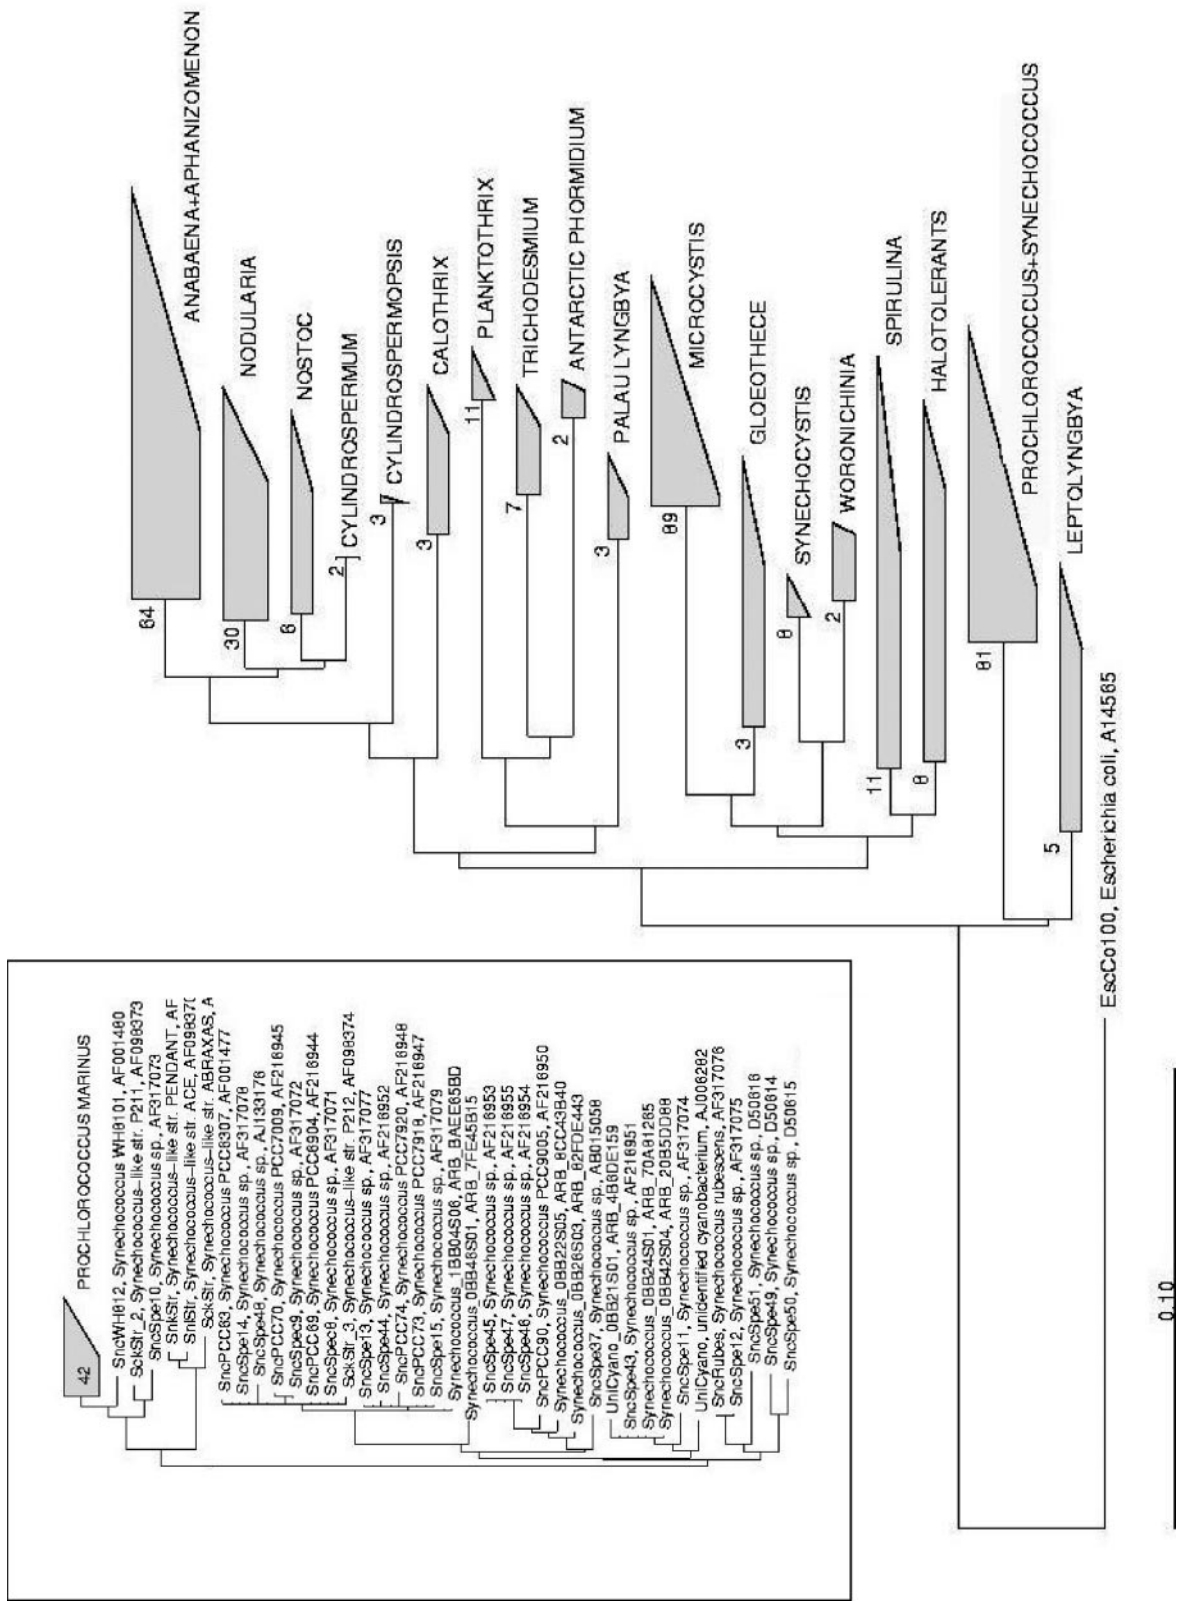 64
ANABAENA+APHANIZOMENON
30
NODULARIA
6
NOSTOC
2
CYLINDROSPERMUM
3
CYLINDROSPERMOPSIS
3
CALOTHRIX
11
PLANKTOTHRIX
7
TRICHODESMIUM
2
ANTARCTIC PHORMIDIUM
3
PALAU LYNGBYA
89
MICROCYSTIS
3
GLOEOTHECE
8
SYNECHOCYSTIS
2
WORONICHINIA
11
SPIRULINA
8
HALOTOLERANTS
81
PROCHLOROCOCCUS+SYNECHOCOCCUS
5
LEPTOLYNGBYA
EscCo100, Escherichia coli, A14565
42
PROCHLOROCOCCUS MARINUS
SncWH812, Synechococcus WH8101, AF001480
SckStr_2, Synechococcus-like str. P211, AF098373
SncSpe10, Synechococcus sp., AF317073
SnkStr, Synechococcus-like str. PENDANT, AF
SnlStr, Synechococcus-like str. ACE, AF098370
SckStr, Synechococcus-like str. ABRAXAS, A
SncPCC63, Synechococcus PCC6307, AF001477
SncSpe14, Synechococcus sp., AF317078
SncSpe48, Synechococcus sp., AJ133176
SncPCC70, Synechococcus PCC7009, AF216945
SncSpec9, Synechococcus sp., AF317072
SncPCC69, Synechococcus PCC6904, AF216944
SncSpec8, Synechococcus sp., AF317071
SckStr_3, Synechococcus-like str. P212, AF098374
SncSpe13, Synechococcus sp., AF317077
SncSpe44, Synechococcus sp., AF216952
SncPCC74, Synechococcus PCC7920, AF216948
SncPCC73, Synechococcus PCC7918, AF216947
SncSpe15, Synechococcus sp., AF317079
Synechococcus_1BB04S06, ARB_BAEE65BD
Synechococcus_0BB46S01, ARB_7FE45B15
SncSpe45, Synechococcus sp., AF216953
SncSpe47, Synechococcus sp., AF216955
SncSpe46, Synechococcus sp., AF216954
SncPCC90, Synechococcus PCC9005, AF216950
Synechococcus_0BB22S05, ARB_8CC43B40
Synechococcus_0BB26S03, ARB_82FDE443
SncSpe37, Synechococcus sp., AB015058
UniCyano_0BB21S01, ARB_4B6DE159
SncSpe43, Synechococcus sp., AF216951
Synechococcus_0BB24S01, ARB_70A81265
Synechococcus_0BB42S04, ARB_20B5DD88
SncSpe11, Synechococcus sp., AF317074
UniCyano, unidentified cyanobacterium, AJ006282
SncRubes, Synechococcus rubescens, AF317076
SncSpe12, Synechococcus sp., AF317075
SncSpe51, Synechococcus sp., D50616
SncSpe49, Synechococcus sp., D50614
SncSpe50, Synechococcus sp., D50615
0.10